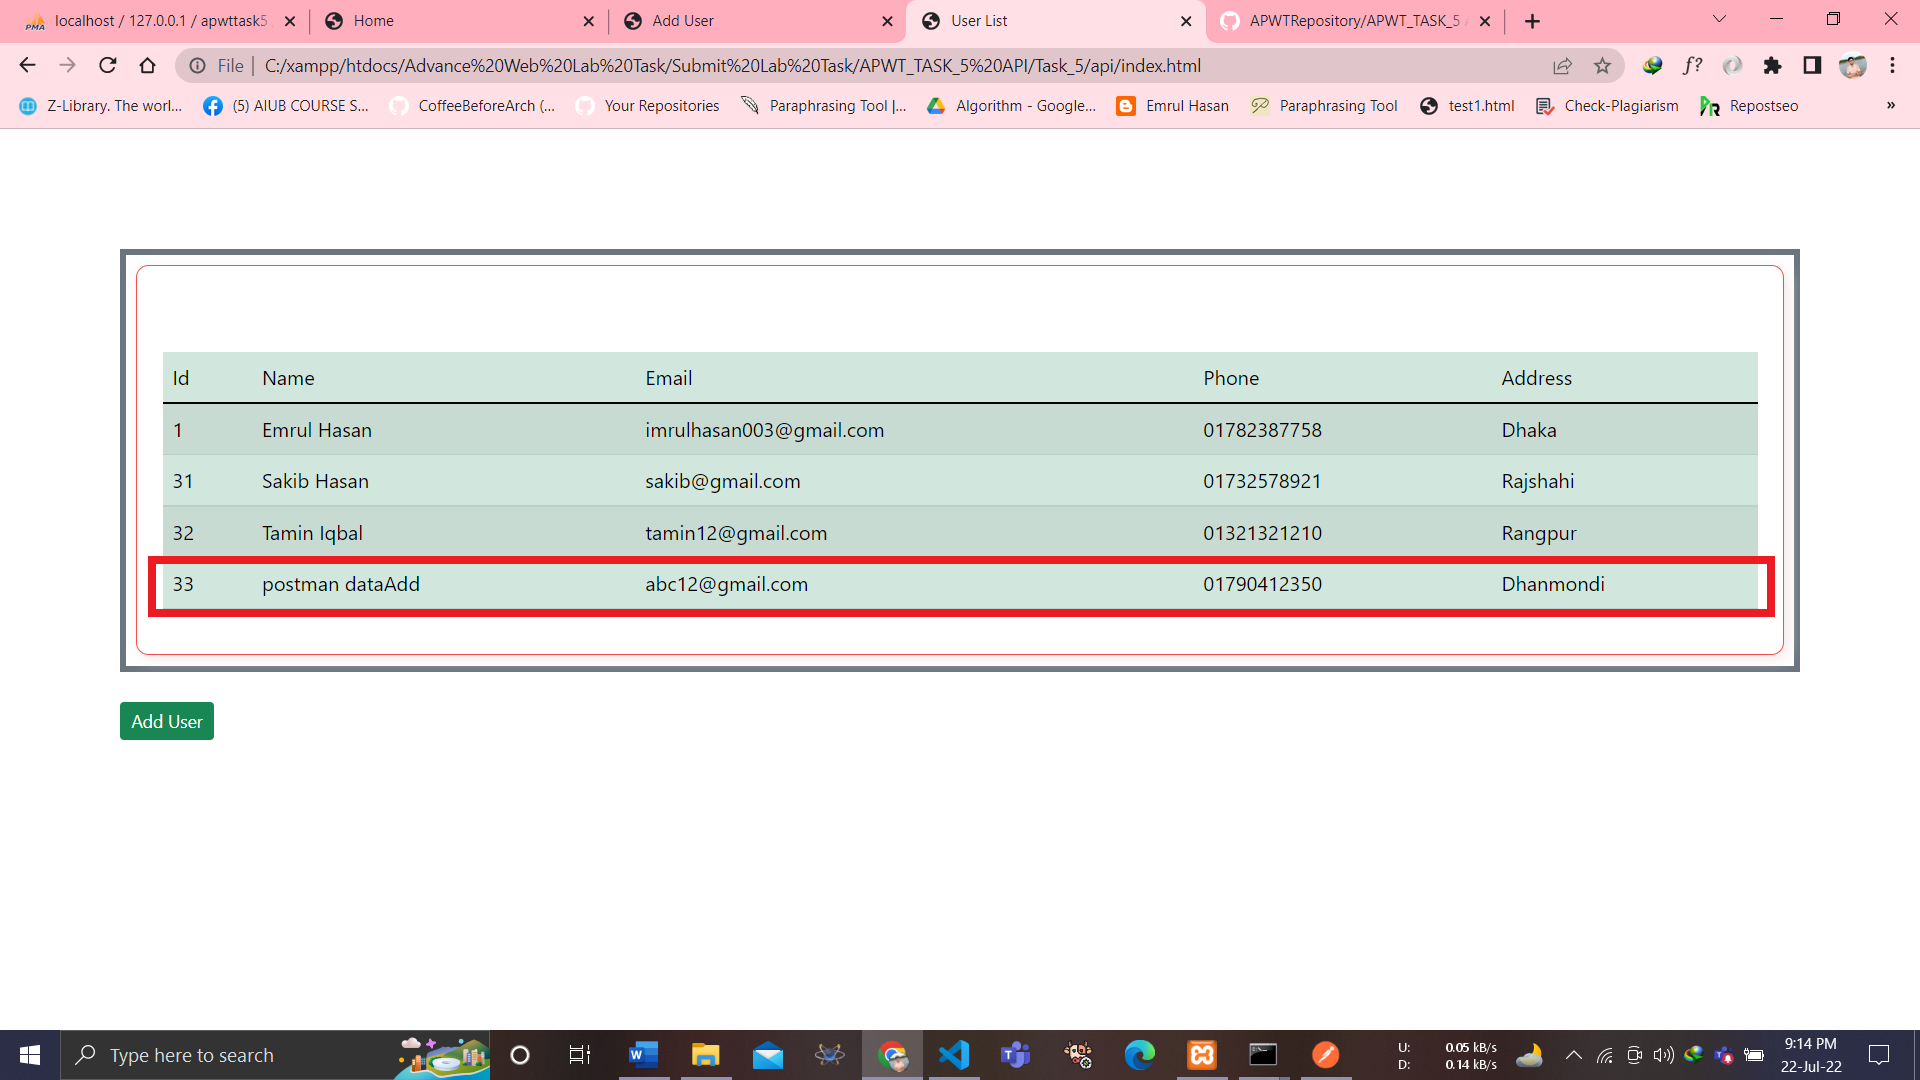 localhost / 127.0.0.1 / apwttask5 Home Add User User List APWTRepository/APWT_TASK_5
File C:/xampp/htdocs/Advance%20Web%20Lab%20Task/Submit%20Lab%20Task/APWT_TASK_5%20API/Task_5/api/index.html
Z-Library. The worl... (5) AIUB COURSE S... CoffeeBeforeArch (... Your Repositories Paraphrasing Tool |... Algorithm - Google... Emrul Hasan Paraphrasing Tool test1.html Check-Plagiarism Repostseo »
Id Name Email Phone Address
1 Emrul Hasan imrulhasan003@gmail.com 01782387758 Dhaka
31 Sakib Hasan sakib@gmail.com 01732578921 Rajshahi
32 Tamin Iqbal tamin12@gmail.com 01321321210 Rangpur
33 postman dataAdd abc12@gmail.com 01790412350 Dhanmondi
Add User
Type here to search
U: 0.05 kB/s
D: 0.14 kB/s
9:14 PM
22-Jul-22